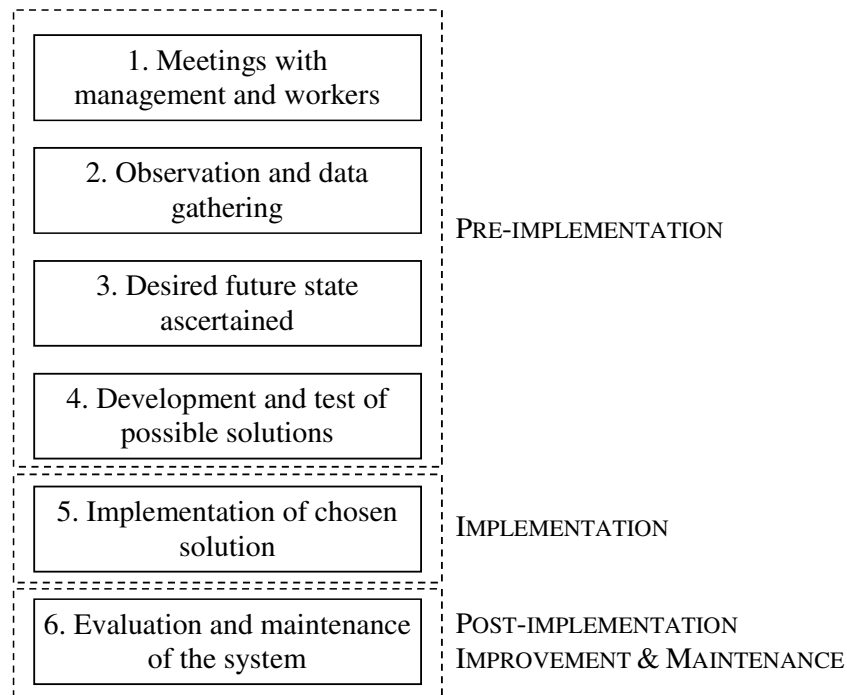 1. Meetings with
management and workers
2. Observation and data
gathering
PRE-IMPLEMENTATION
3. Desired future state
ascertained
4. Development and test of
possible solutions
5. Implementation of chosen
solution
IMPLEMENTATION
6. Evaluation and maintenance
of the system
POST-IMPLEMENTATION
IMPROVEMENT & MAINTENANCE